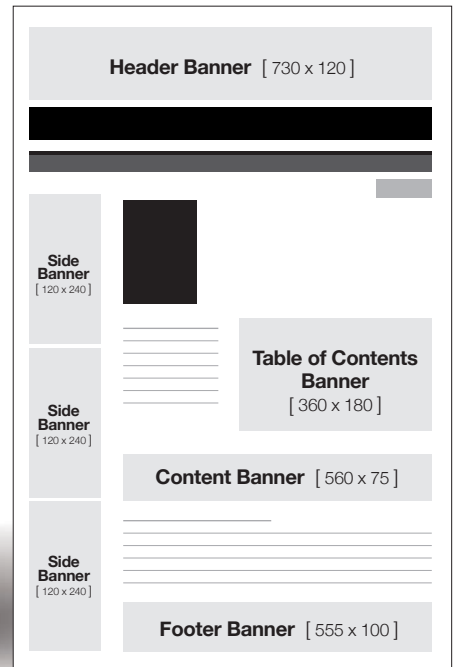 Header Banner [ 730 x 120 ]
Side
Banner
[ 120 x 240 ]
Table of Contents
Banner
[ 360 x 180 ]
Side
Banner
[ 120 x 240 ]
Content Banner [ 560 x 75 ]
Side
Banner
[ 120 x 240 ]
Footer Banner [ 555 x 100 ]